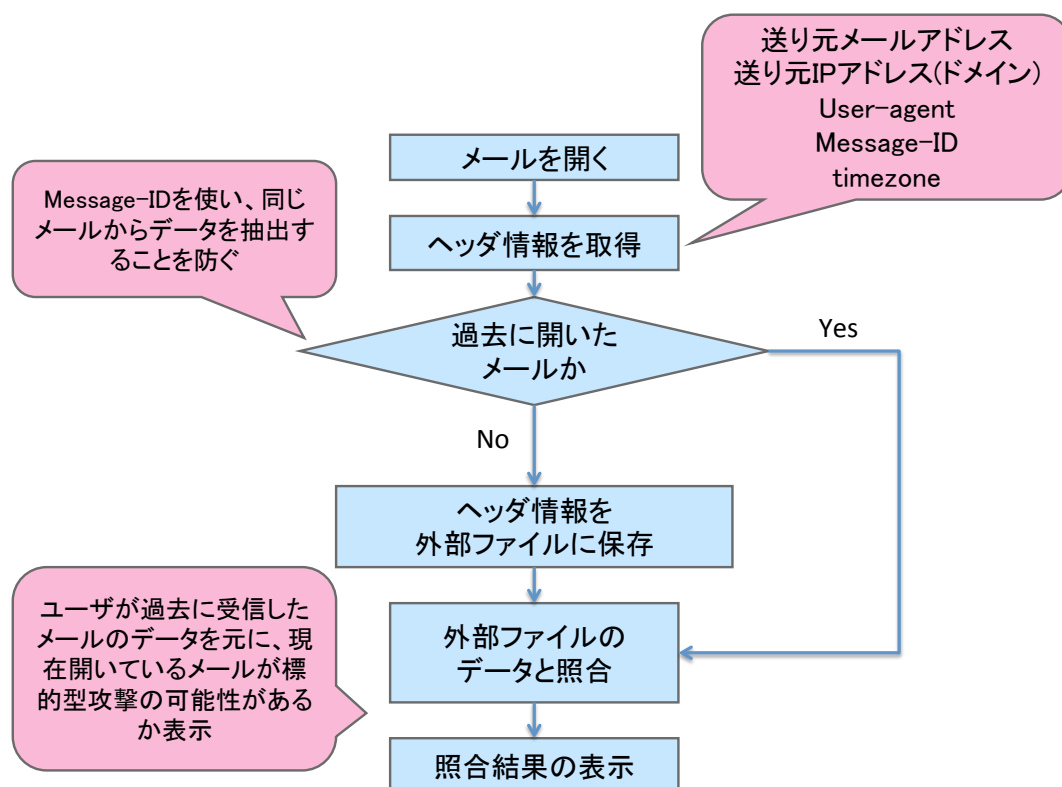 送り元メールアドレス
送り元IPアドレス(ドメイン)
User-agent
Message-ID
timezone
メールを開く
Message-IDを使い、同じ
メールからデータを抽出す
ることを防ぐ
ヘッダ情報を取得
過去に開いた
メールか
Yes
No
ヘッダ情報を
外部ファイルに保存
ユーザが過去に受信した
メールのデータを元に、現
在開いているメールが標
的型攻撃の可能性がある
か表示
外部ファイルの
データと照合
照合結果の表示